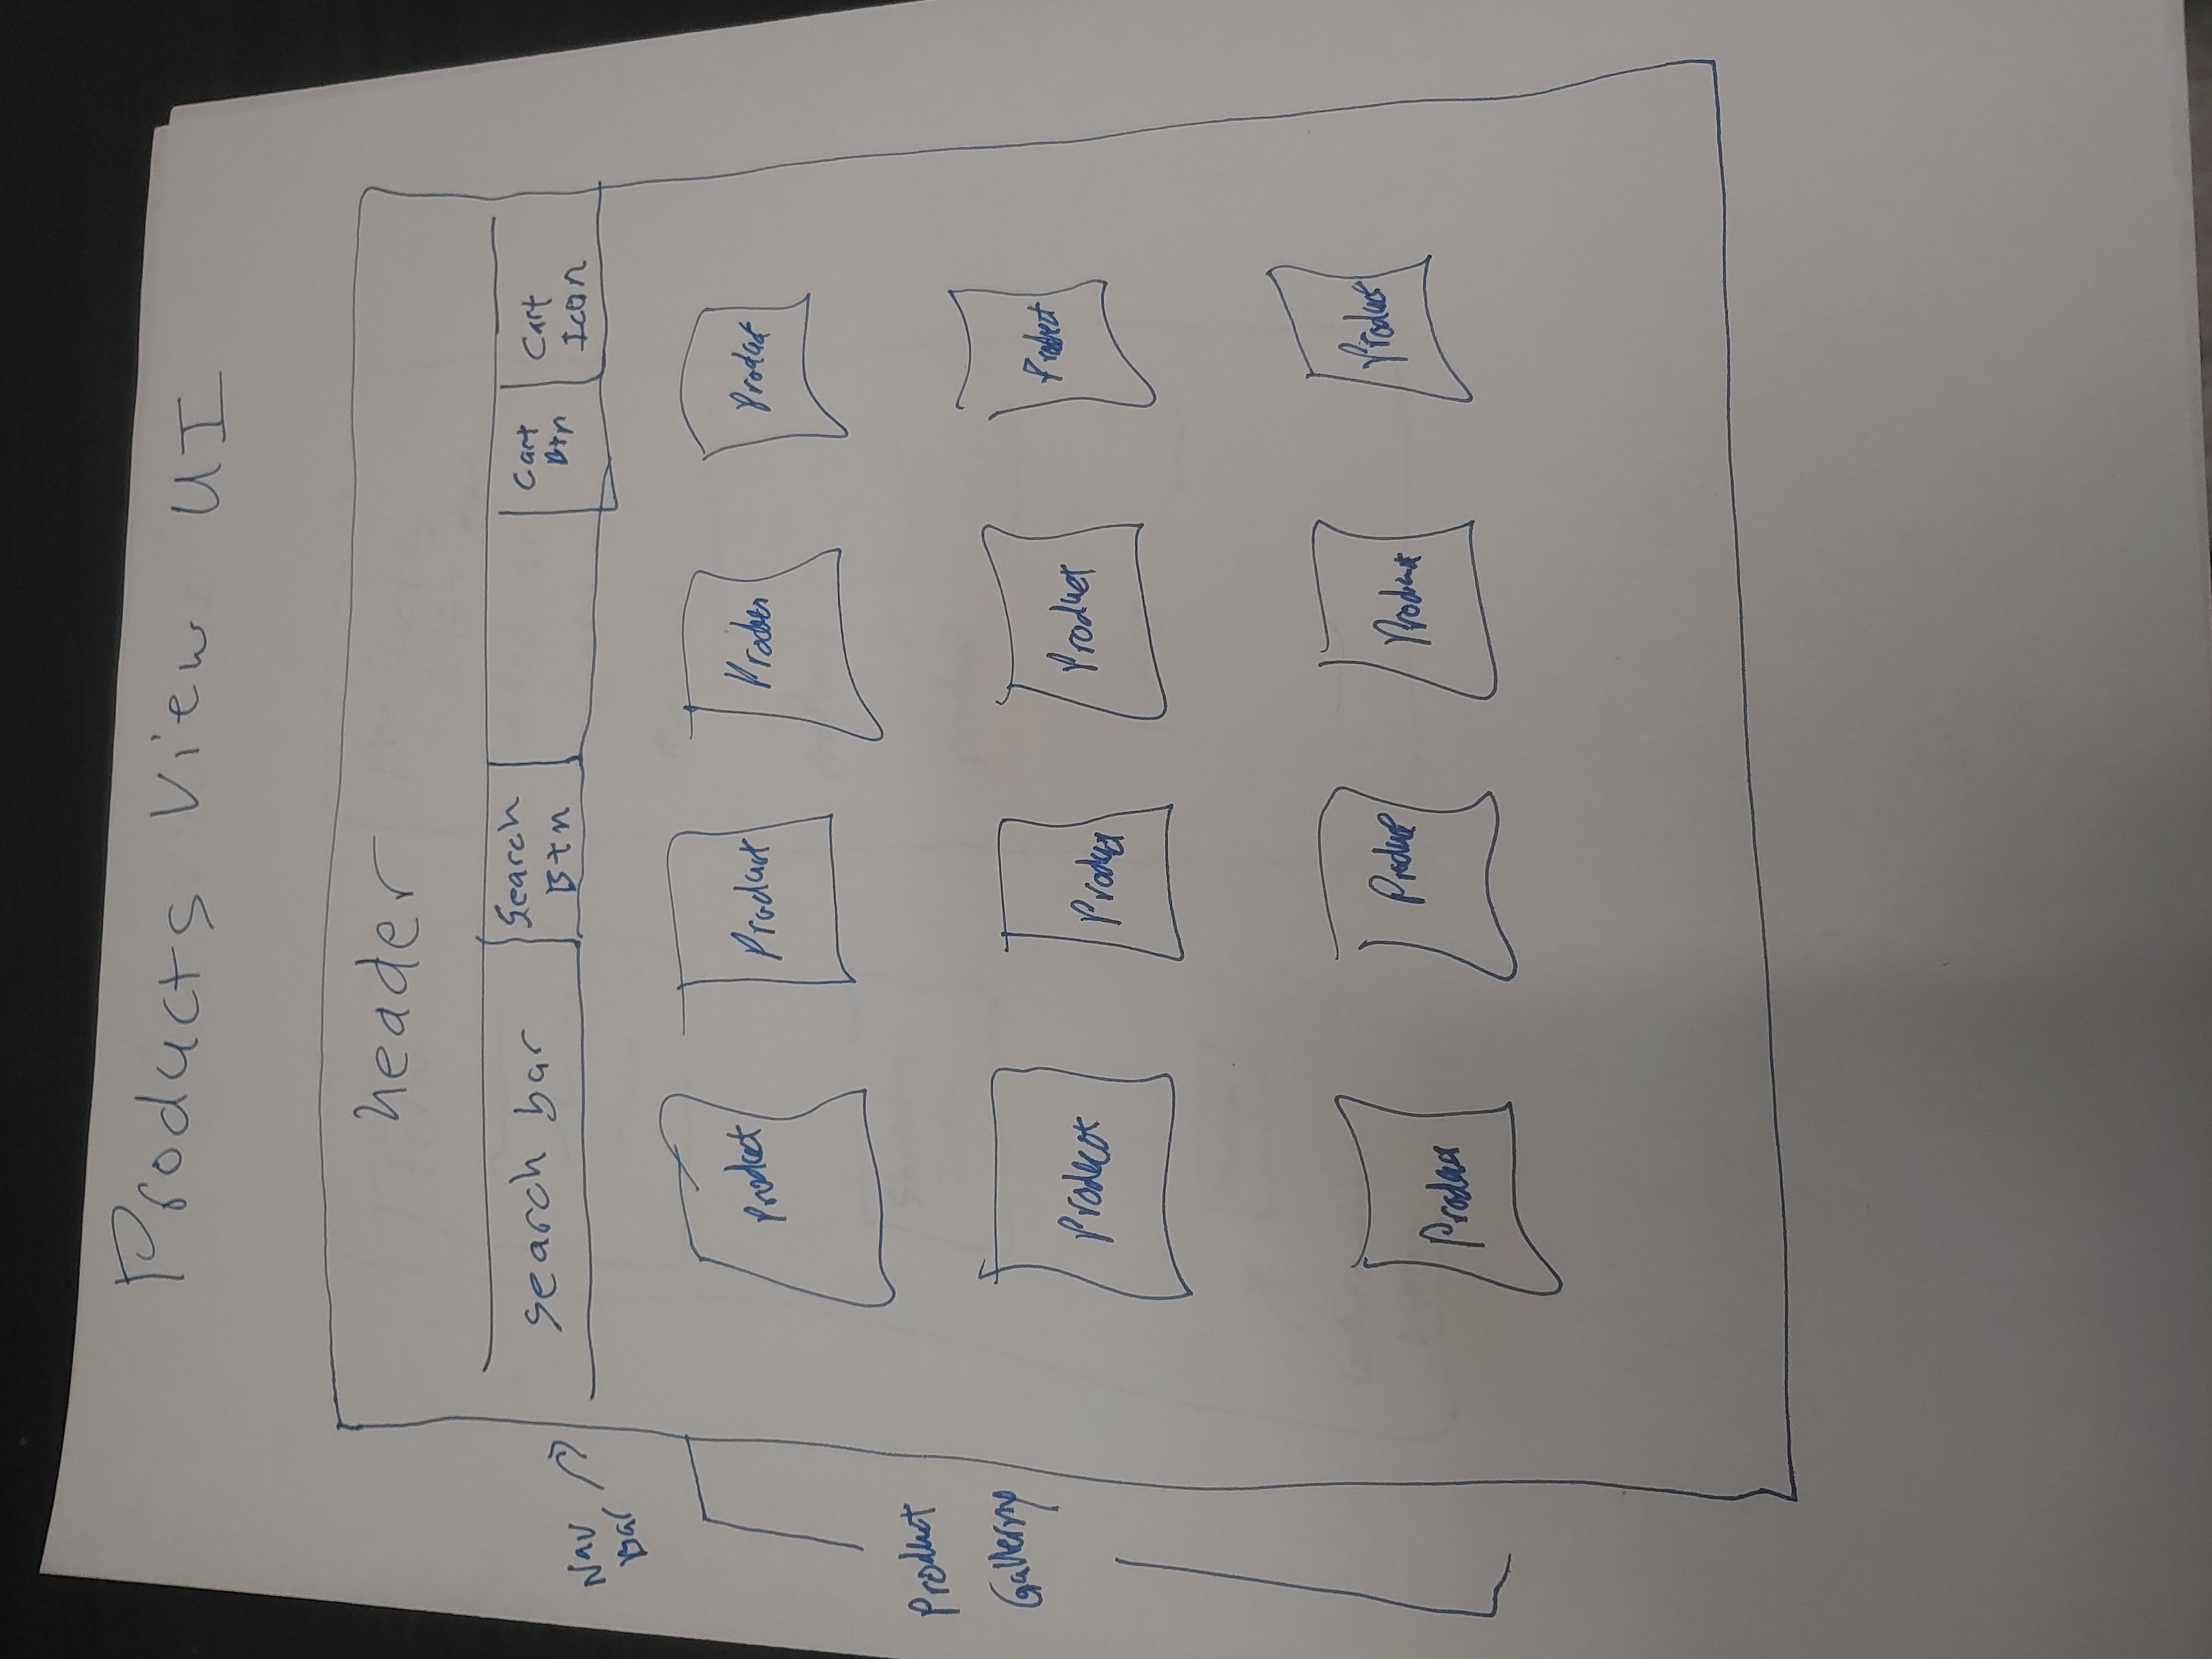 Products View UI
header
search bar
Search
Btn
Cart
Btn
Cart
Icon
Nav
Bar
Product Product Product Product
Product
Gallery
Product Product Product Product
Product Product Product Product